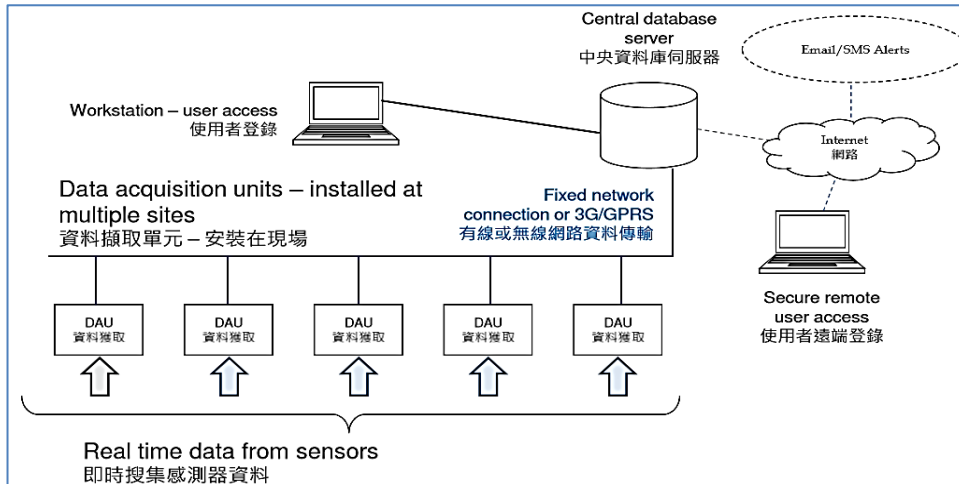 Central database
server
中央資料庫伺服器
Email/SMS Alerts
Workstation – user access
使用者登錄
Internet
網路
Data acquisition units – installed at
multiple sites
資料擷取單元 – 安裝在現場
Fixed network
connection or 3G/GPRS
有線或無線網路資料傳輸
Secure remote
user access
使用者遠端登錄
DAU
資料獲取
DAU
資料獲取
DAU
資料獲取
DAU
資料獲取
DAU
資料獲取
Real time data from sensors
即時搜集感測器資料